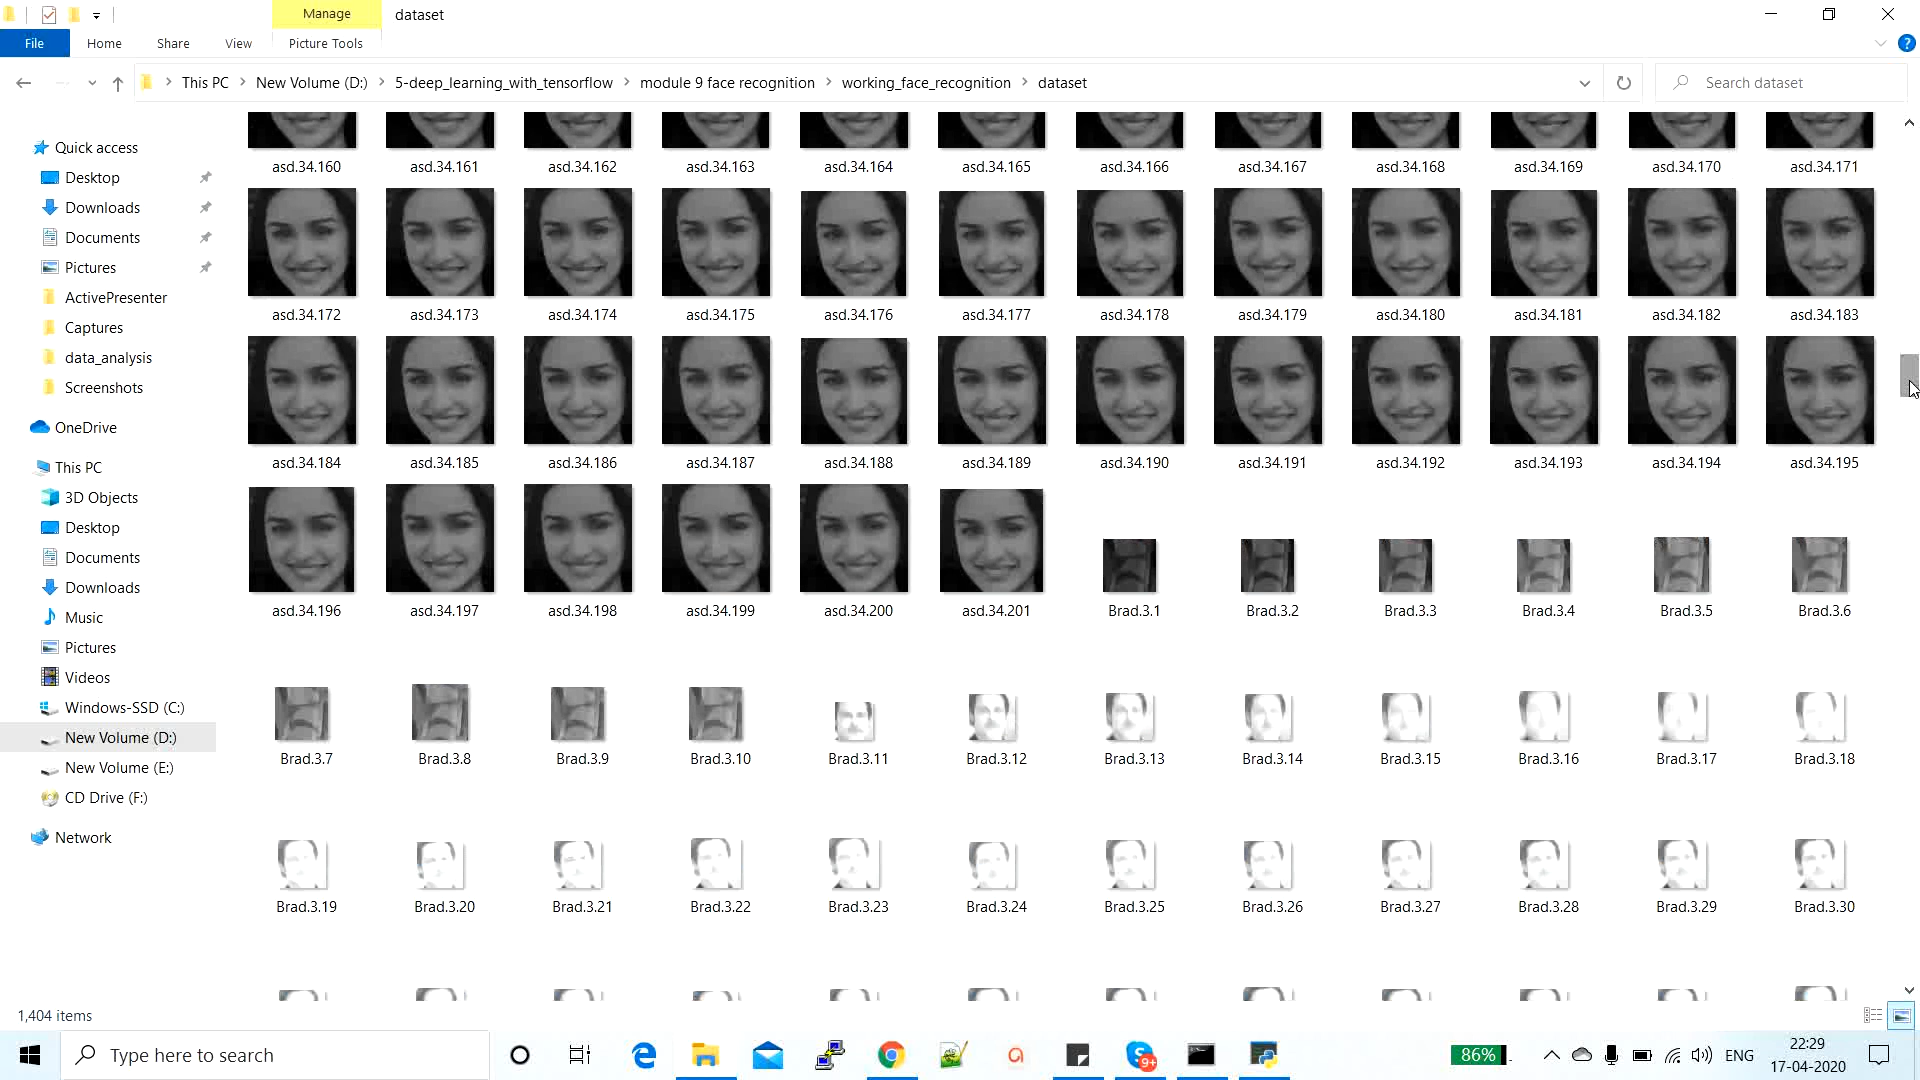 Manage
dataset
File
Home
Share
View
Picture Tools
This PC
New Volume (D:)
5-deep_learning_with_tensorflow
module 9 face recognition
working_face_recognition
dataset
Search dataset
Quick access
Desktop
Downloads
Documents
Pictures
ActivePresenter
Captures
data_analysis
Screenshots
OneDrive
This PC
3D Objects
Desktop
Documents
Downloads
Music
Pictures
Videos
Windows-SSD (C:)
New Volume (D:)
New Volume (E:)
CD Drive (F:)
Network
asd.34.160 asd.34.161 asd.34.162 asd.34.163 asd.34.164 asd.34.165 asd.34.166 asd.34.167 asd.34.168 asd.34.169 asd.34.170 asd.34.171
asd.34.172 asd.34.173 asd.34.174 asd.34.175 asd.34.176 asd.34.177 asd.34.178 asd.34.179 asd.34.180 asd.34.181 asd.34.182 asd.34.183
asd.34.184 asd.34.185 asd.34.186 asd.34.187 asd.34.188 asd.34.189 asd.34.190 asd.34.191 asd.34.192 asd.34.193 asd.34.194 asd.34.195
asd.34.196 asd.34.197 asd.34.198 asd.34.199 asd.34.200 asd.34.201 Brad.3.1 Brad.3.2 Brad.3.3 Brad.3.4 Brad.3.5 Brad.3.6
Brad.3.7 Brad.3.8 Brad.3.9 Brad.3.10 Brad.3.11 Brad.3.12 Brad.3.13 Brad.3.14 Brad.3.15 Brad.3.16 Brad.3.17 Brad.3.18
Brad.3.19 Brad.3.20 Brad.3.21 Brad.3.22 Brad.3.23 Brad.3.24 Brad.3.25 Brad.3.26 Brad.3.27 Brad.3.28 Brad.3.29 Brad.3.30
1,404 items
Type here to search
9+
86%
ENG
22:29
17-04-2020